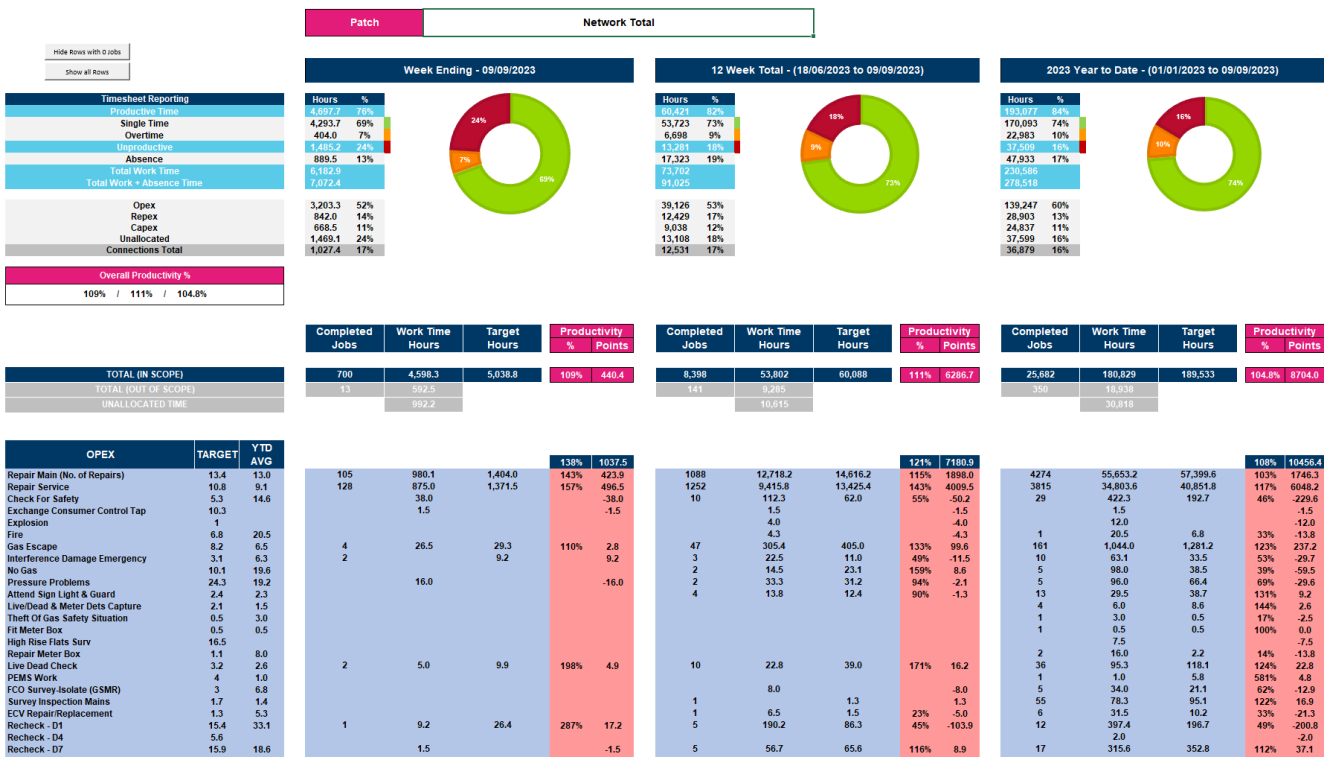 Patch Network Total
Hide Rows with 0 Jobs
Show all Rows
Week Ending - 09/09/2023 12 Week Total - (18/06/2023 to 09/09/2023) 2023 Year to Date - (01/01/2023 to 09/09/2023)
Timesheet Reporting Hours % Hours % Hours %
Productive Time 4,697.7 76% 60,421 82% 193,077 84%
Single Time 4,293.7 69% 53,723 73% 170,093 74%
Overtime 404.0 7% 6,698 9% 22,983 10%
Unproductive 1,485.2 24% 13,281 18% 37,509 16%
Absence 889.5 13% 17,323 19% 47,933 17%
Total Work Time 6,182.9 73,702 230,586
Total Work + Absence Time 7,072.4 91,025 278,518
24% 7% 69% 18% 9% 73% 16% 10% 74%
Opex 3,203.3 52% 39,126 53% 139,247 60%
Repex 842.0 14% 12,429 17% 28,903 13%
Capex 668.5 11% 9,038 12% 24,837 11%
Unallocated 1,469.1 24% 13,108 18% 37,599 16%
Connections Total 1,027.4 17% 12,531 17% 36,879 16%
Overall Productivity %
109% / 111% / 104.8%
Completed Work Time Target Productivity Completed Work Time Target Productivity Completed Work Time Target Productivity
Jobs Hours Hours % Points Jobs Hours Hours % Points Jobs Hours Hours % Points
TOTAL (IN SCOPE) 700 4,598.3 5,038.8 109% 440.4 8,398 53,802 60,088 111% 6286.7 25,682 180,829 189,533 104.8% 8704.0
TOTAL (OUT OF SCOPE) 13 592.5 141 9,285 350 18,938
UNALLOCATED TIME 992.2 10,615 30,818
OPEX TARGET YTD AVG
138% 1037.5 121% 7180.9 108% 10456.4
Repair Main (No. of Repairs) 13.4 13.0 105 980.1 1,404.0 143% 423.9 1088 12,718.2 14,616.2 115% 1898.0 4274 55,653.2 57,399.6 103% 1746.3
Repair Service 10.8 9.1 128 875.0 1,371.5 157% 496.5 1252 9,415.8 13,425.4 143% 4009.5 3815 34,803.6 40,851.8 117% 6048.2
Check For Safety 5.3 14.6 38.0 -38.0 10 112.3 62.0 55% -50.2 29 422.3 192.7 46% -229.6
Exchange Consumer Control Tap 10.3 1.5 -1.5 1.5 -1.5 1.5 -1.5
Explosion 1 4.0 -4.0 12.0 -12.0
Fire 6.8 20.5 4.3 -4.3 1 20.5 6.8 33% -13.8
Gas Escape 8.2 6.5 4 26.5 29.3 110% 2.8 47 305.4 405.0 133% 99.6 161 1,044.0 1,281.2 123% 237.2
Interference Damage Emergency 3.1 6.3 2 9.2 9.2 3 22.5 11.0 49% -11.5 10 63.1 33.5 53% -29.7
No Gas 10.1 19.6 2 14.5 23.1 159% 8.6 5 98.0 38.5 39% -59.5
Pressure Problems 24.3 19.2 16.0 -16.0 2 33.3 31.2 94% -2.1 5 96.0 66.4 69% -29.6
Attend Sign Light & Guard 2.4 2.3 4 13.8 12.4 90% -1.3 13 29.5 38.7 131% 9.2
Live/Dead & Meter Dets Capture 2.1 1.5 4 6.0 8.6 144% 2.6
Theft Of Gas Safety Situation 0.5 3.0 1 3.0 0.5 17% -2.5
Fit Meter Box 0.5 0.5 1 0.5 0.5 100% 0.0
High Rise Flats Surv 16.5 7.5 -7.5
Repair Meter Box 1.1 8.0 2 16.0 2.2 14% -13.8
Live Dead Check 3.2 2.6 2 5.0 9.9 198% 4.9 10 22.8 39.0 171% 16.2 36 95.3 118.1 124% 22.8
PEMS Work 4 1.0 1 1.0 5.8 581% 4.8
FCO Survey-Isolate (GSMR) 3 6.8 8.0 -8.0 5 34.0 21.1 62% -12.9
Survey Inspection Mains 1.7 1.4 1 1.3 1.3 55 78.3 95.1 122% 16.9
ECV Repair/Replacement 1.3 5.3 1 6.5 1.5 23% -5.0 6 31.5 10.2 33% -21.3
Recheck - D1 15.4 33.1 1 9.2 26.4 287% 17.2 5 190.2 86.3 45% -103.9 12 397.4 196.7 49% -200.8
Recheck - D4 5.6 2.0 -2.0
Recheck - D7 15.9 18.6 1.5 -1.5 5 56.7 65.6 116% 8.9 17 315.6 352.8 112% 37.1